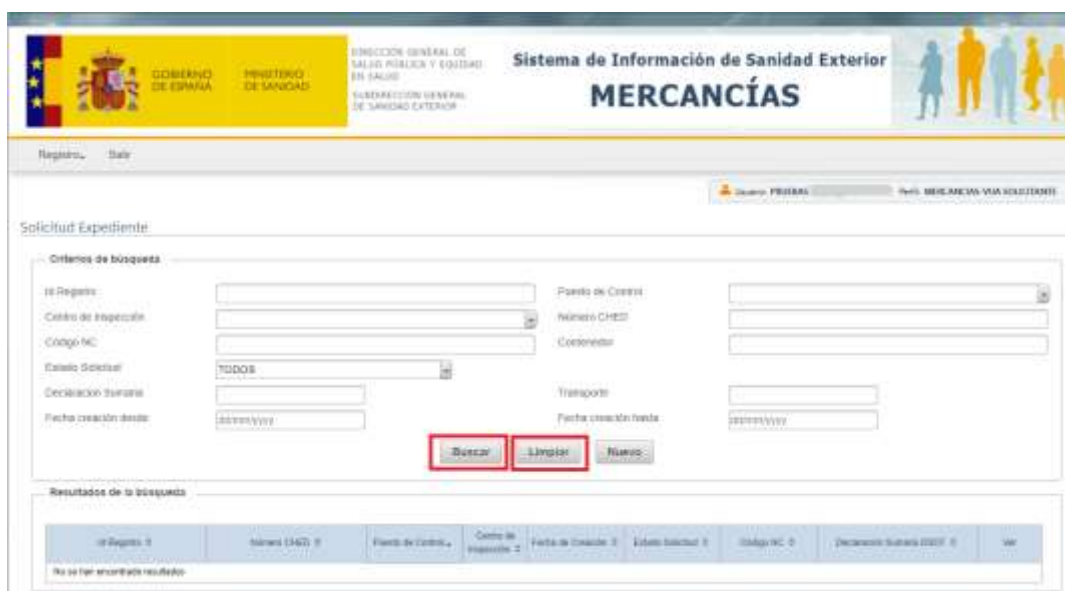 GOBIERNO
DE ESPAÑA
MINISTERIO
DE SANIDAD
DIRECCIÓN GENERAL DE
SALUD PÚBLICA Y EQUIDAD
EN SALUD
SUBDIRECCIÓN GENERAL
DE SANIDAD EXTERIOR
Sistema de Información de Sanidad Exterior
MERCANCÍAS
Registro Salir
Usuario: PRUEBAS Perfil: MERCANCIAS-VUA SOLICITANTE
Solicitud Expediente
Criterios de búsqueda
Id Registro Puesto de Control
Centro de Inspección Número CHED
Código NC Contenedor
Estado Solicitud TODOS
Declaración Sumaria Transporte
Fecha creación desde dd/mm/yyyy Fecha creación hasta dd/mm/yyyy
Buscar Limpiar Nuevo
Resultados de la búsqueda
Id Registro Número CHED Puesto de Control Centro de Inspección Fecha de Creación Estado Solicitud Código NC Declaración Sumaria Ver
No se han encontrado resultados